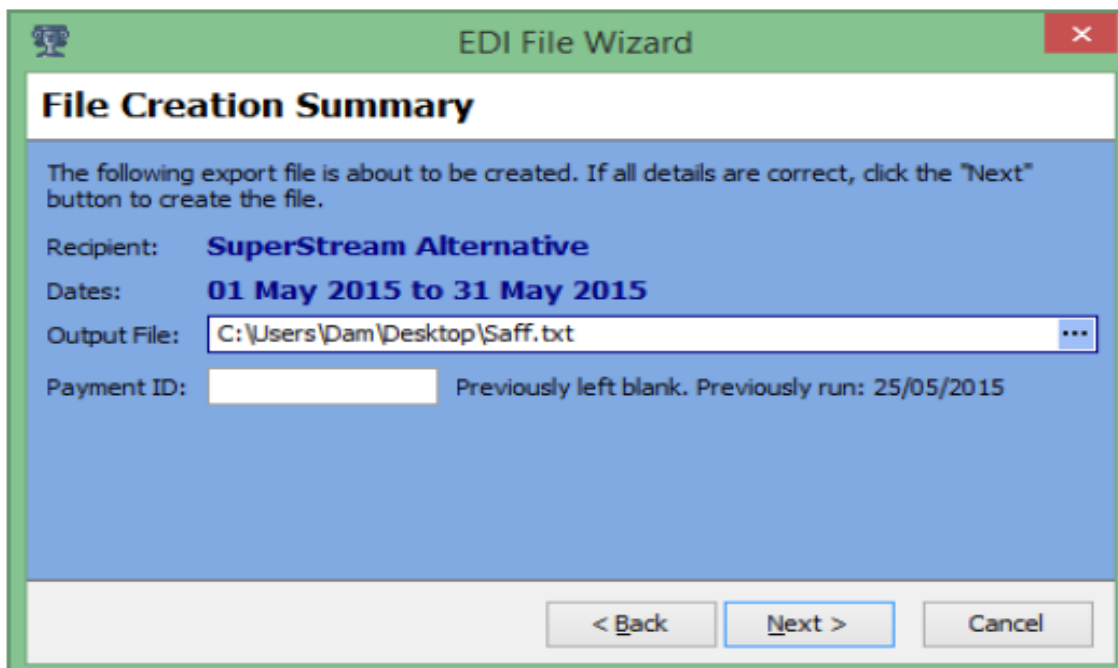 EDI File Wizard
File Creation Summary
The following export file is about to be created. If all details are correct, click the "Next"
button to create the file.
Recipient: SuperStream Alternative
Dates: 01 May 2015 to 31 May 2015
Output File: C:\Users\Dam\Desktop\Saff.txt ...
Payment ID: Previously left blank. Previously run: 25/05/2015
< Back Next > Cancel